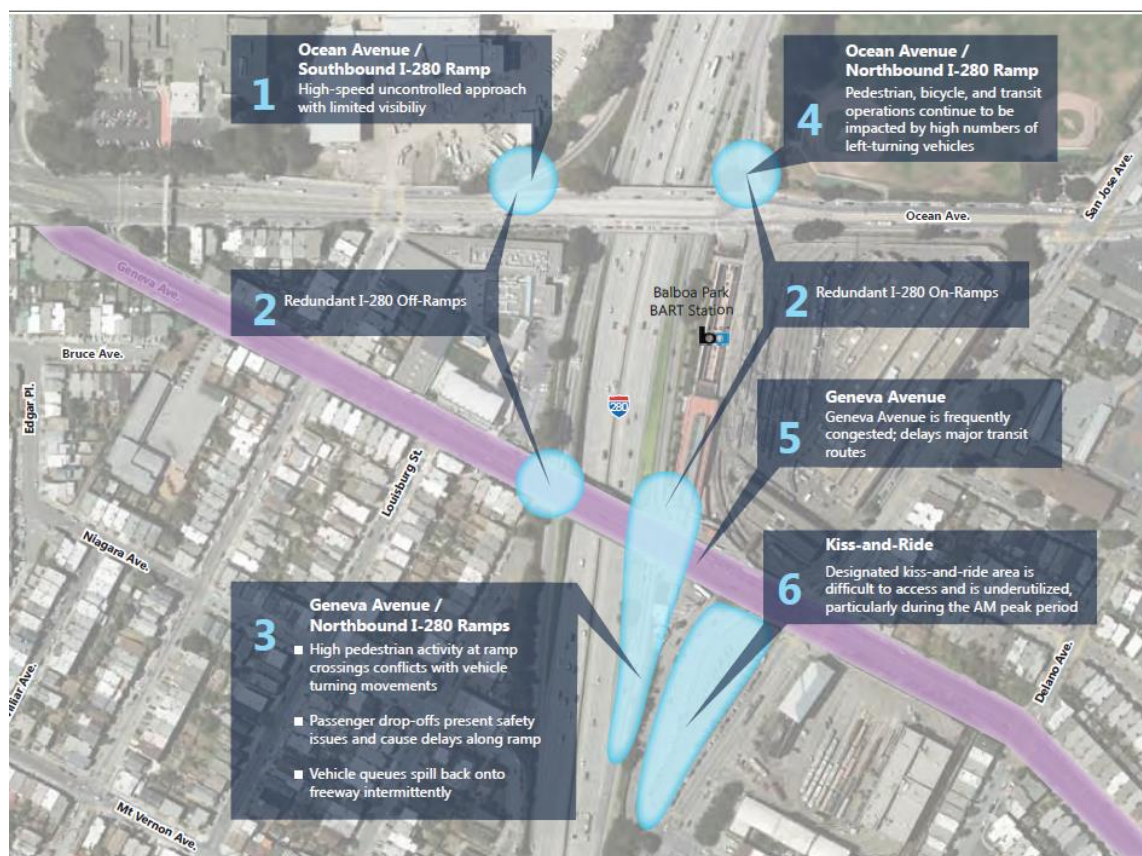 1
Ocean Avenue /
Southbound I-280 Ramp
High-speed uncontrolled approach
with limited visibiliy
4
Ocean Avenue /
Northbound I-280 Ramp
Pedestrian, bicycle, and transit
operations continue to be
impacted by high numbers of
left-turning vehicles
San Jose Ave.
Ocean Ave.
Geneva Ave.
2
Redundant I-280 Off-Ramps
Balboa Park
BART Station
ba
2
Redundant I-280 On-Ramps
Bruce Ave.
Edgar Pl.
280
5
Geneva Avenue
Geneva Avenue is frequently
congested; delays major transit
routes
Louisburg St.
Niagara Ave.
6
Kiss-and-Ride
Designated kiss-and-ride area is
difficult to access and is underutilized,
particularly during the AM peak period
3
Geneva Avenue /
Northbound I-280 Ramps
High pedestrian activity at ramp
crossings conflicts with vehicle
turning movements
Passenger drop-offs present safety
issues and cause delays along ramp
Vehicle queues spill back onto
freeway intermittently
Delano Ave.
Ave.
Mt Vernon Ave.